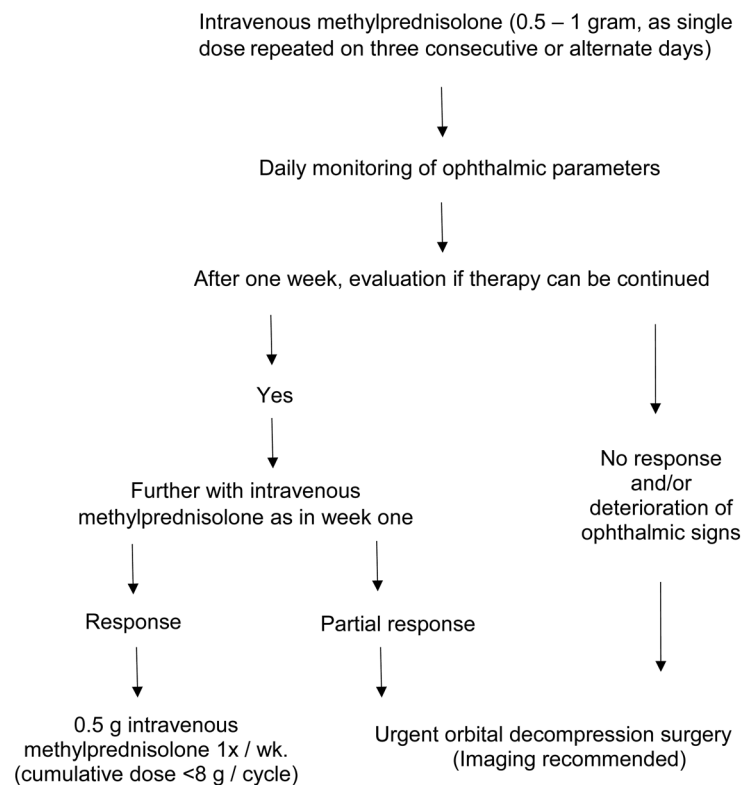 Intravenous methylprednisolone (0.5 – 1 gram, as single
dose repeated on three consecutive or alternate days)
Daily monitoring of ophthalmic parameters
After one week, evaluation if therapy can be continued
Yes
Further with intravenous
methylprednisolone as in week one
No response
and/or
deterioration of
ophthalmic signs
Response
Partial response
0.5 g intravenous
methylprednisolone 1x / wk.
(cumulative dose <8 g / cycle)
Urgent orbital decompression surgery
(Imaging recommended)